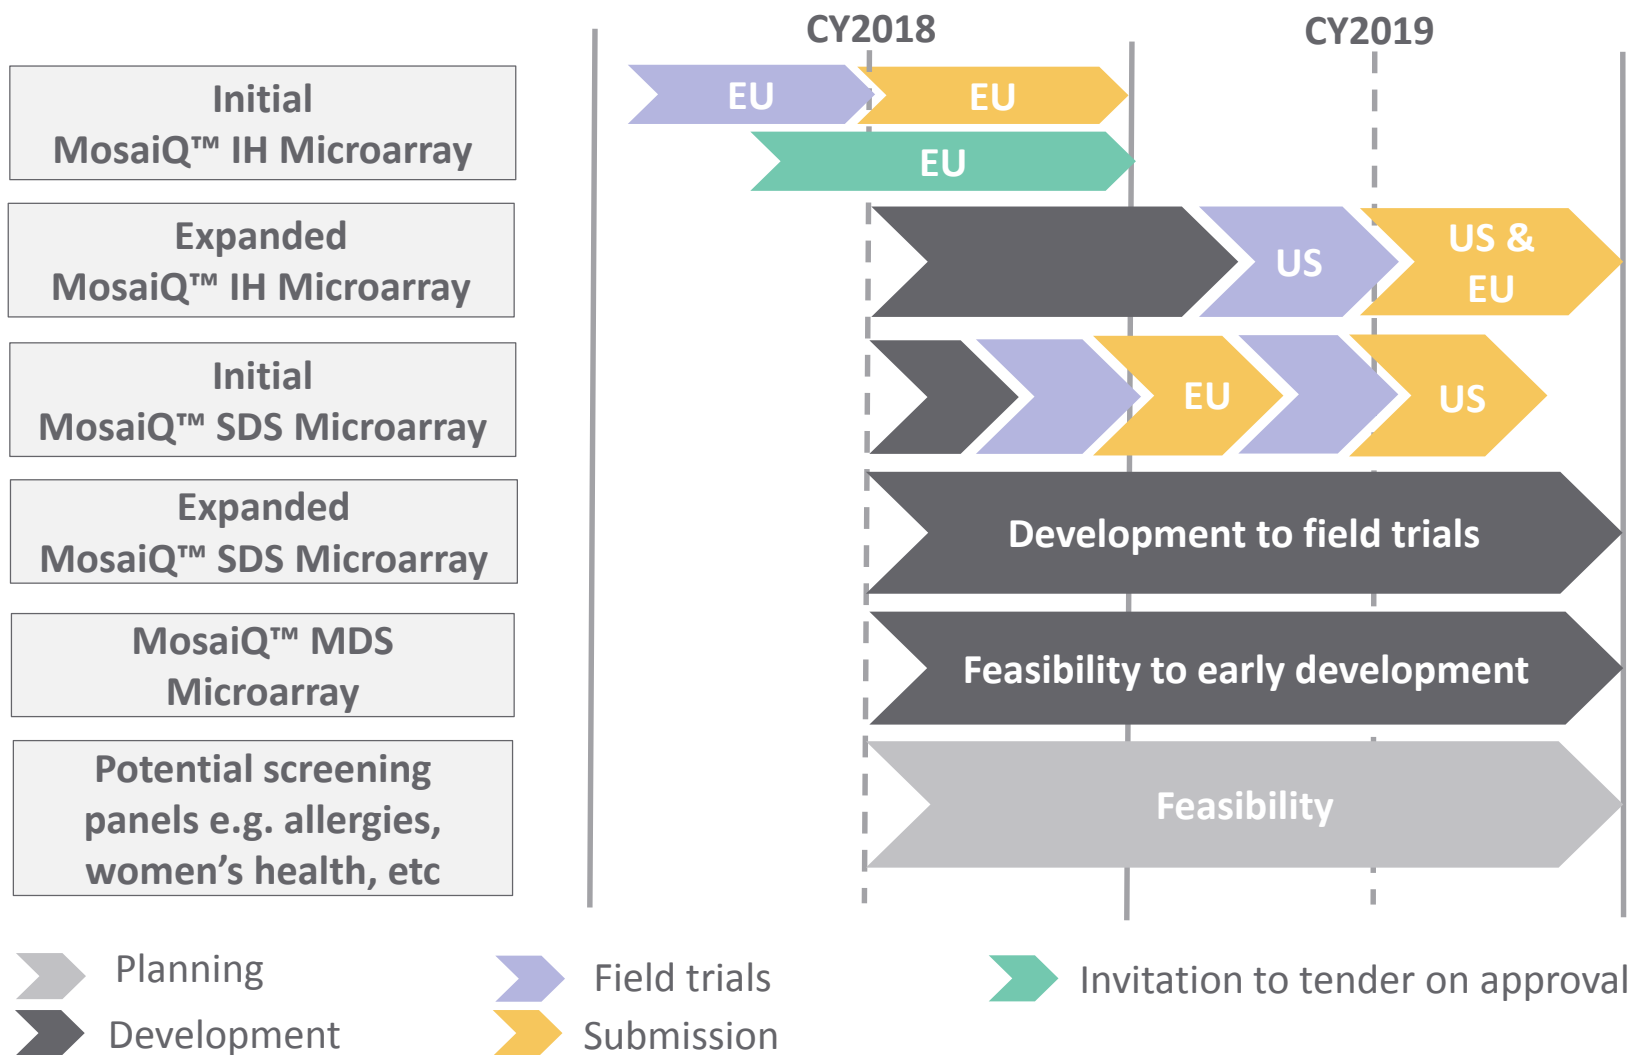 CY2018
CY2019
Initial
MosaiQ™ IH Microarray
EU
EU
EU
Expanded
MosaiQ™ IH Microarray
US
US &
EU
Initial
MosaiQ™ SDS Microarray
EU
US
Expanded
MosaiQ™ SDS Microarray
Development to field trials
MosaiQ™ MDS
Microarray
Feasibility to early development
Potential screening
panels e.g. allergies,
women’s health, etc
Feasibility
Planning
Field trials
Invitation to tender on approval
Development
Submission